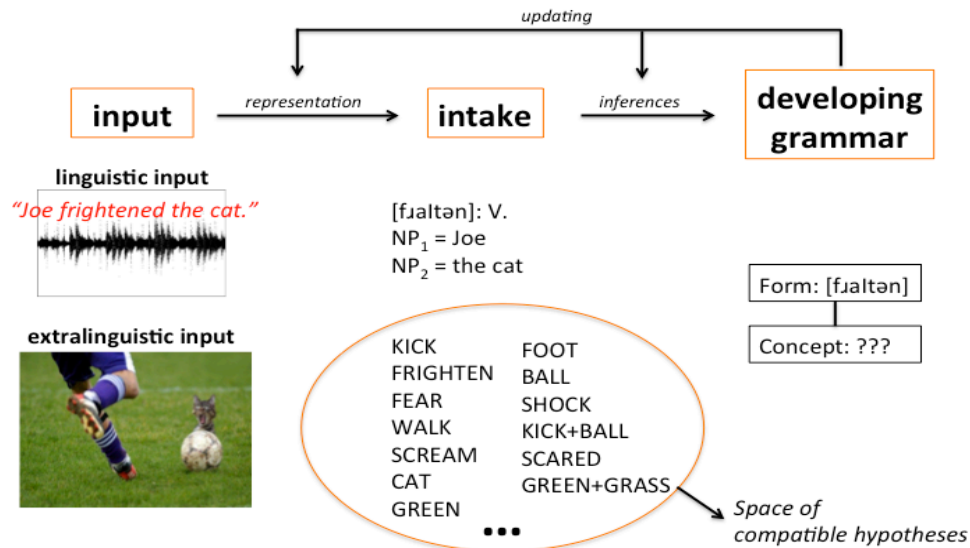 updating
input
representation
intake
inferences
developing
grammar
linguistic input
“Joe frightened the cat.”
[fɹaItən]: V.
NP₁ = Joe
NP₂ = the cat
Form: [fɹaItən]
Concept: ???
extralinguistic input
KICK
FRIGHTEN
FEAR
WALK
SCREAM
CAT
GREEN
FOOT
BALL
SHOCK
KICK+BALL
SCARED
GREEN+GRASS
...
Space of
compatible hypotheses